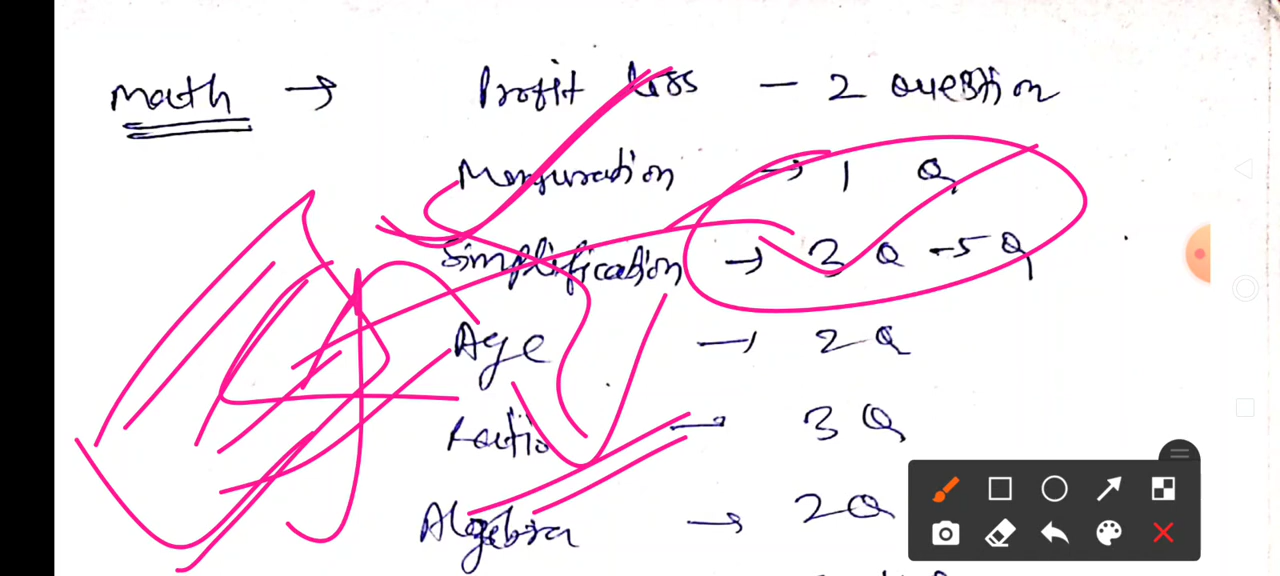 Math → Profit loss – 2 Question
Mensuration → 1 Q
Simplification → 3 Q – 5 Q
Age → 2 Q
Ratio → 3 Q
Algebra → 2 Q